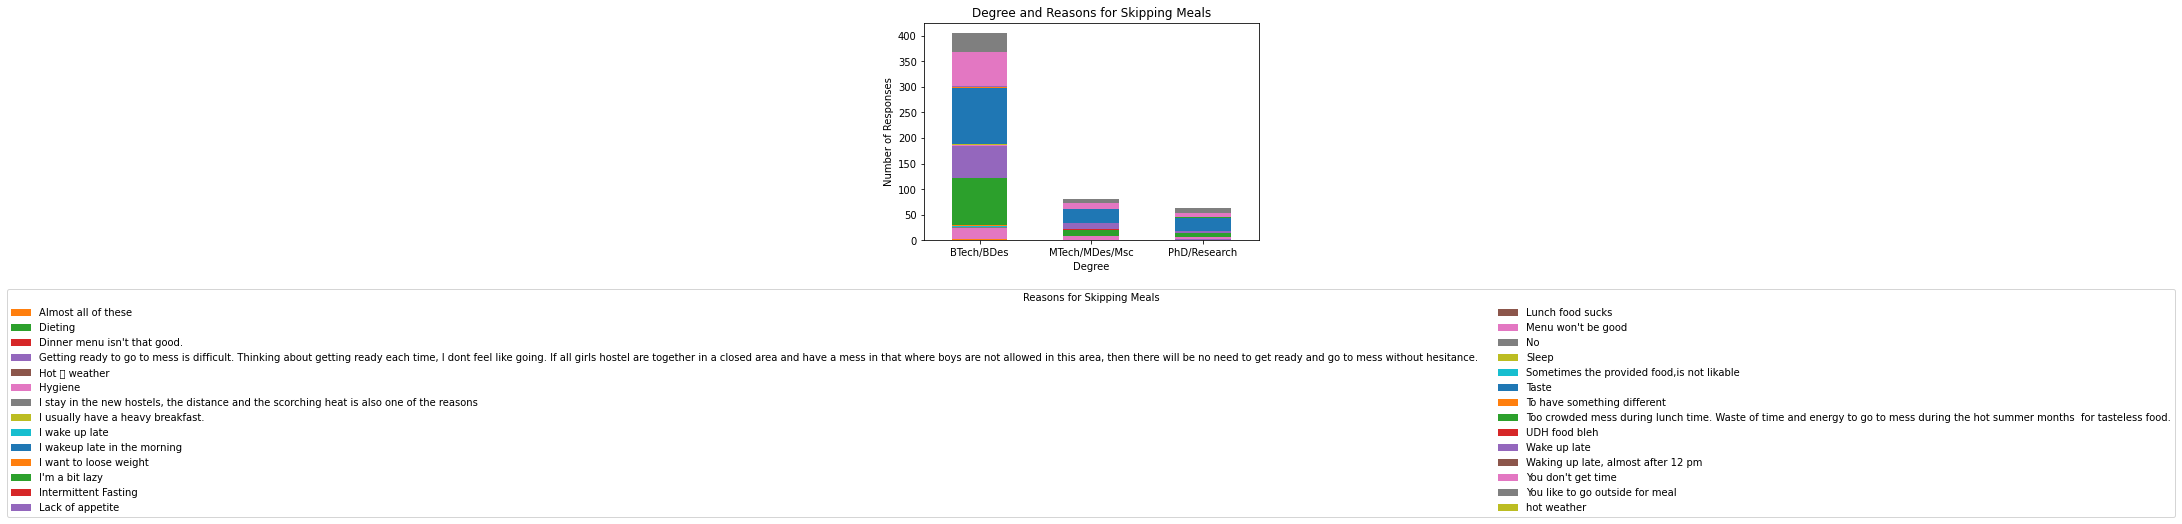 Degree and Reasons for Skipping Meals
400
350
300
250
200
150
100
50
0
Number of Responses
BTech/BDes
MTech/MDes/Msc
PhD/Research
Degree
Reasons for Skipping Meals
Almost all of these
Dieting
Dinner menu isn't that good.
Getting ready to go to mess is difficult. Thinking about getting ready each time, I dont feel like going. If all girls hostel are together in a closed area and have a mess in that where boys are not allowed in this area, then there will be no need to get ready and go to mess without hesitance.
Hot ▯ weather
Hygiene
I stay in the new hostels, the distance and the scorching heat is also one of the reasons
I usually have a heavy breakfast.
I wake up late
I wakeup late in the morning
I want to loose weight
I'm a bit lazy
Intermittent Fasting
Lack of appetite
Lunch food sucks
Menu won't be good
No
Sleep
Sometimes the provided food,is not likable
Taste
To have something different
Too crowded mess during lunch time. Waste of time and energy to go to mess during the hot summer months  for tasteless food.
UDH food bleh
Wake up late
Waking up late, almost after 12 pm
You don't get time
You like to go outside for meal
hot weather